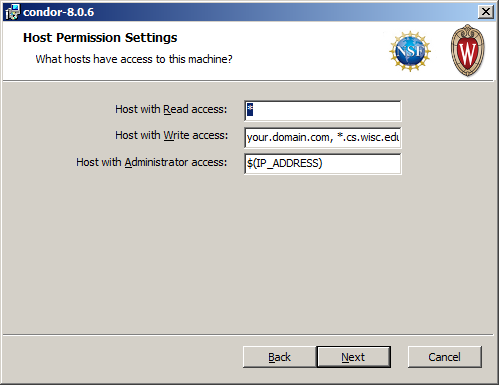 condor-8.0.6
Host Permission Settings
What hosts have access to this machine?
NSF
W
Host with Read access: *
Host with Write access: your.domain.com, *.cs.wisc.edu
Host with Administrator access: $(IP_ADDRESS)
Back Next Cancel